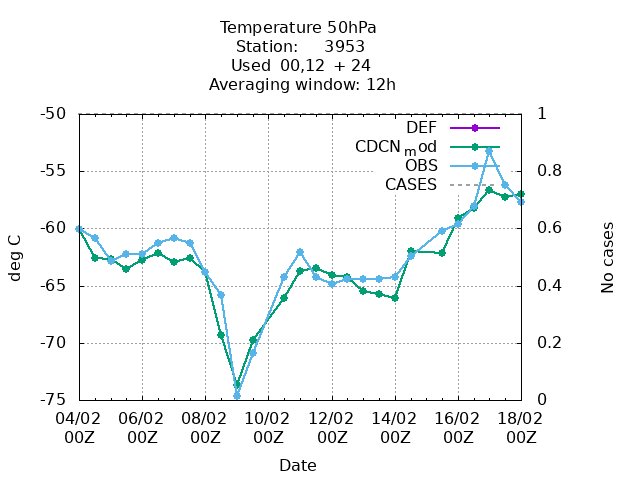 Temperature 50hPa
Station: 3953
Used 00,12 + 24
Averaging window: 12h
-50 1
DEF
CDCN_mod
-55 OBS 0.8
CASES
-60 0.6
deg C No cases
-65 0.4
-70 0.2
-75 0
04/02 06/02 08/02 10/02 12/02 14/02 16/02 18/02
00Z 00Z 00Z 00Z 00Z 00Z 00Z 00Z
Date